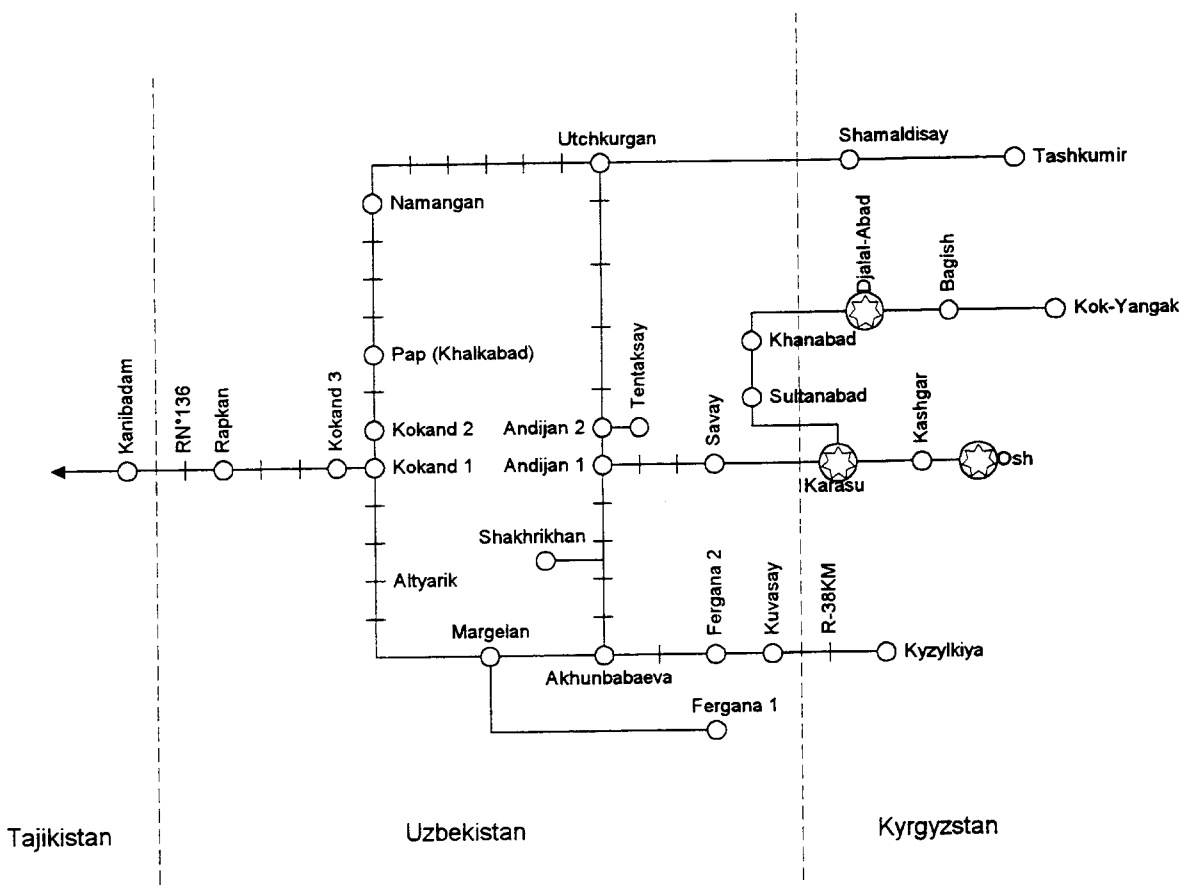 Utchkurgan
Shamaldisay
Tashkumir
Namangan
Djalal-Abad
Bagish
Kok-Yangak
Khanabad
Pap (Khalkabad)
Tentaksay
Sultanabad
Kanibadam
RN°136
Rapkan
Kokand 3
Kokand 2
Andijan 2
Savay
Kashgar
Kokand 1
Andijan 1
Karasu
Osh
Shakhrikhan
Altyarik
Fergana 2
Kuvasay
R-38KM
Margelan
Akhunbabaeva
Kyzylkiya
Fergana 1
Tajikistan
Uzbekistan
Kyrgyzstan